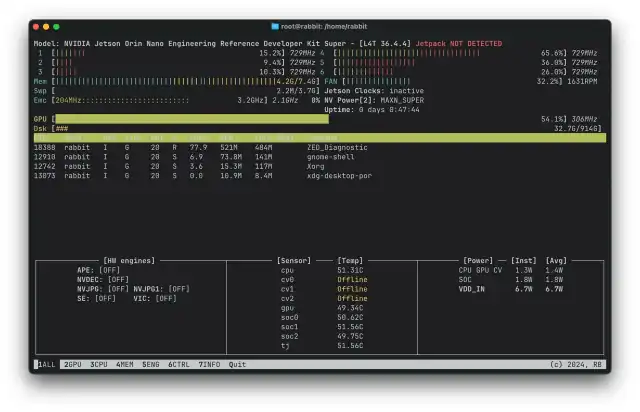 root@rabbit: /home/rabbit
Model: NVIDIA Jetson Orin Nano Engineering Reference Developer Kit Super - [L4T 36.4.4] Jetpack NOT DETECTED
1 [ 15.2%] 729MHz 4 [ 65.6%] 729MHz
2 [ 9.4%] 729MHz 5 [ 36.0%] 729MHz
3 [ 10.3%] 729MHz 6 [ 26.0%] 729MHz
Mem [ 4.2G/7.4G] FAN [ 32.2%] 1631RPM
Swp [ 2.2M/3.7G] Jetson Clocks: inactive
Emc [204MHz 3.2GHz] 2.1GHz 0% NV Power[2]: MAXN_SUPER
Uptime: 0 days 0:47:44
GPU [ 54.1%] 306MHz
Dsk [### 32.7G/914G]
18388 rabbit I G 20 R 77.9 521M 484M ZED_Diagnostic
12910 rabbit I G 20 S 6.9 73.8M 141M gnome-shell
12742 rabbit I G 20 S 3.6 15.3M 117M Xorg
13073 rabbit I G 20 S 0.0 10.9M 8.4M xdg-desktop-por
[HW engines] [Sensor] [Temp] [Power] [Inst] [Avg]
APE: [OFF] cpu 51.31C CPU GPU CV 1.3W 1.4W
NVDEC: [OFF] cv0 Offline SOC 1.8W 1.8W
NVJPG: [OFF] NVJPG1: [OFF] cv1 Offline VDD_IN 6.7W 6.7W
SE: [OFF] VIC: [OFF] cv2 Offline
gpu 49.34C
soc0 50.62C
soc1 51.56C
soc2 49.75C
tj 51.56C
1ALL 2GPU 3CPU 4MEM 5ENG 6CTRL 7INFO Quit (c) 2024, RB